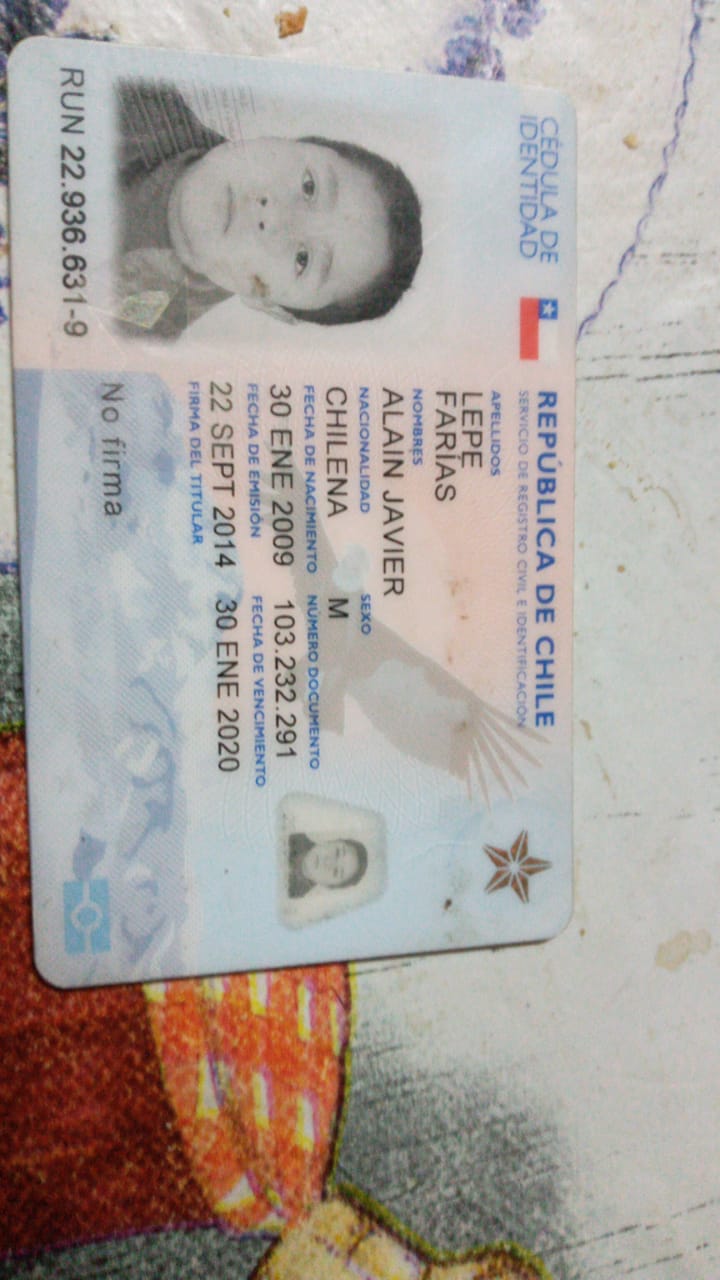 CÉDULA DE
IDENTIDAD
REPÚBLICA DE CHILE
SERVICIO DE REGISTRO CIVIL E IDENTIFICACIÓN
APELLIDOS
LEPE
FARÍAS
NOMBRES
ALAIN JAVIER
NACIONALIDAD SEXO
CHILENA M
FECHA DE NACIMIENTO NÚMERO DOCUMENTO
30 ENE 2009 103.232.291
FECHA DE EMISIÓN FECHA DE VENCIMIENTO
22 SEPT 2014 30 ENE 2020
FIRMA DEL TITULAR
No firma
RUN 22.936.631-9